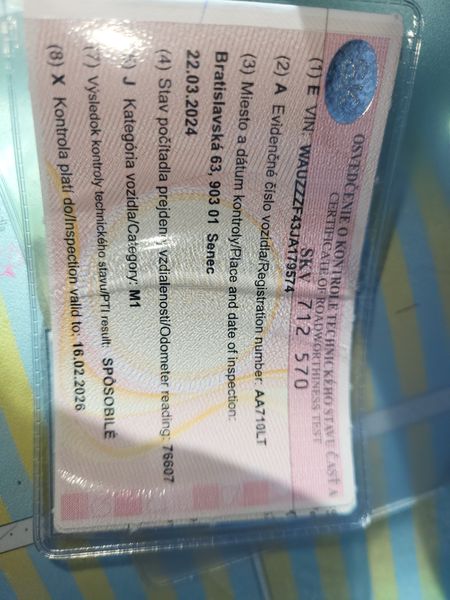 OSVEDČENIE O KONTROLE TECHNICKÉHO STAVU ČASŤ A
CERTIFICATE OF ROADWORTHINESS TEST
SKV 712 570
(1) E VIN: WAUZZZF43JA179574
(2) A Evidenčné číslo vozidla/Registration number: AA710LT
(3) Miesto a dátum kontroly/Place and date of inspection:
Bratislavská 63, 903 01 Senec
22.03.2024
(4) Stav počítadla prejdenej vzdialenosti/Odometer reading: 76607
J Kategória vozidla/Category: M1
(7) Výsledok kontroly technického stavu/PTI result: SPÔSOBILÉ
(8) X Kontrola platí do/Inspection valid to: 16.02.2026